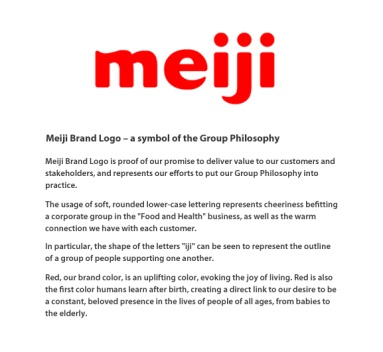 meiji
Meiji Brand Logo – a symbol of the Group Philosophy
Meiji Brand Logo is proof of our promise to deliver value to our customers and
stakeholders, and represents our efforts to put our Group Philosophy into
practice.
The usage of soft, rounded lower-case lettering represents cheeriness befitting
a corporate group in the "Food and Health" business, as well as the warm
connection we have with each customer.
In particular, the shape of the letters "iji" can be seen to represent the outline
of a group of people supporting one another.
Red, our brand color, is an uplifting color, evoking the joy of living. Red is also
the first color humans learn after birth, creating a direct link to our desire to be
a constant, beloved presence in the lives of people of all ages, from babies to
the elderly.